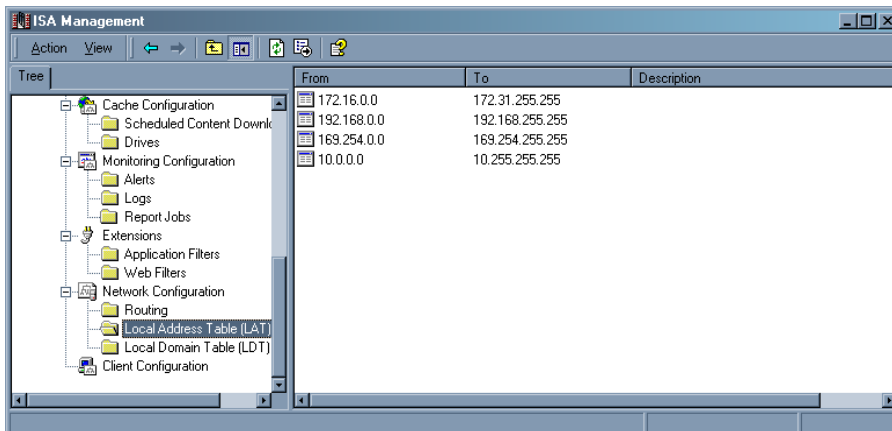 ISA Management
Action View
Tree
From To Description
Cache Configuration
Scheduled Content Downlo
Drives
Monitoring Configuration
Alerts
Logs
Report Jobs
Extensions
Application Filters
Web Filters
Network Configuration
Routing
Local Address Table (LAT)
Local Domain Table (LDT)
Client Configuration
172.16.0.0 172.31.255.255
192.168.0.0 192.168.255.255
169.254.0.0 169.254.255.255
10.0.0.0 10.255.255.255